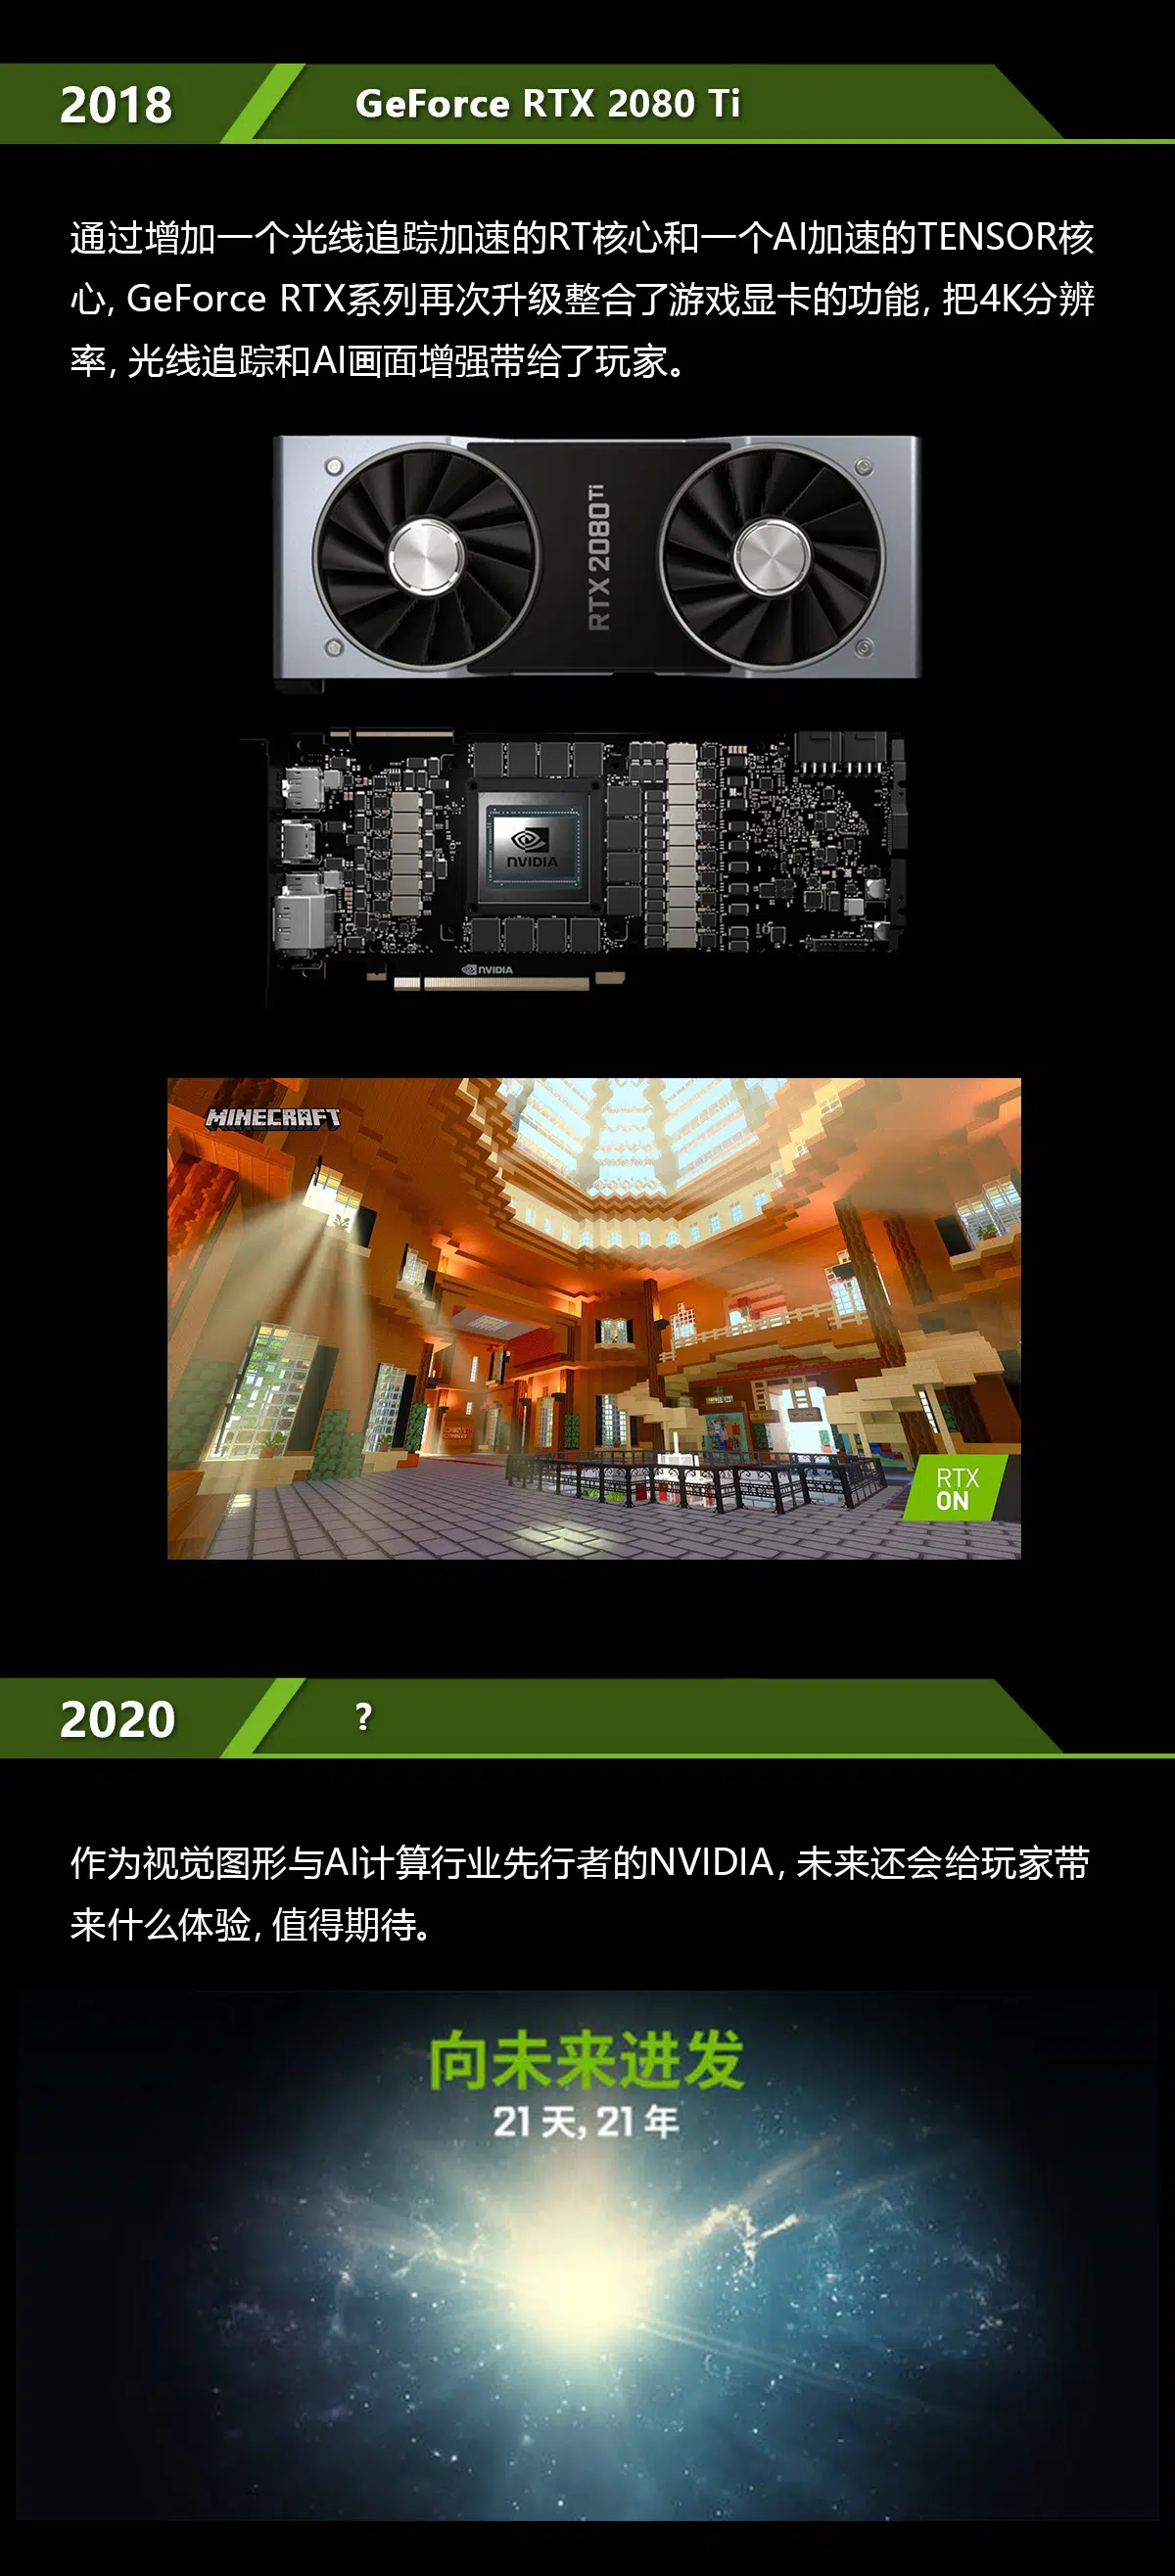 2018
GeForce RTX 2080 Ti
通过增加一个光线追踪加速的RT核心和一个AI加速的TENSOR核
心, GeForce RTX系列再次升级整合了游戏显卡的功能, 把4K分辨
率, 光线追踪和AI画面增强带给了玩家。
RTX 2080 Ti
NVIDIA
NVIDIA
MINECRAFT
RTX
ON
2020
?
作为视觉图形与AI计算行业先行者的NVIDIA, 未来还会给玩家带
来什么体验, 值得期待。
向未来进发
21 天, 21 年